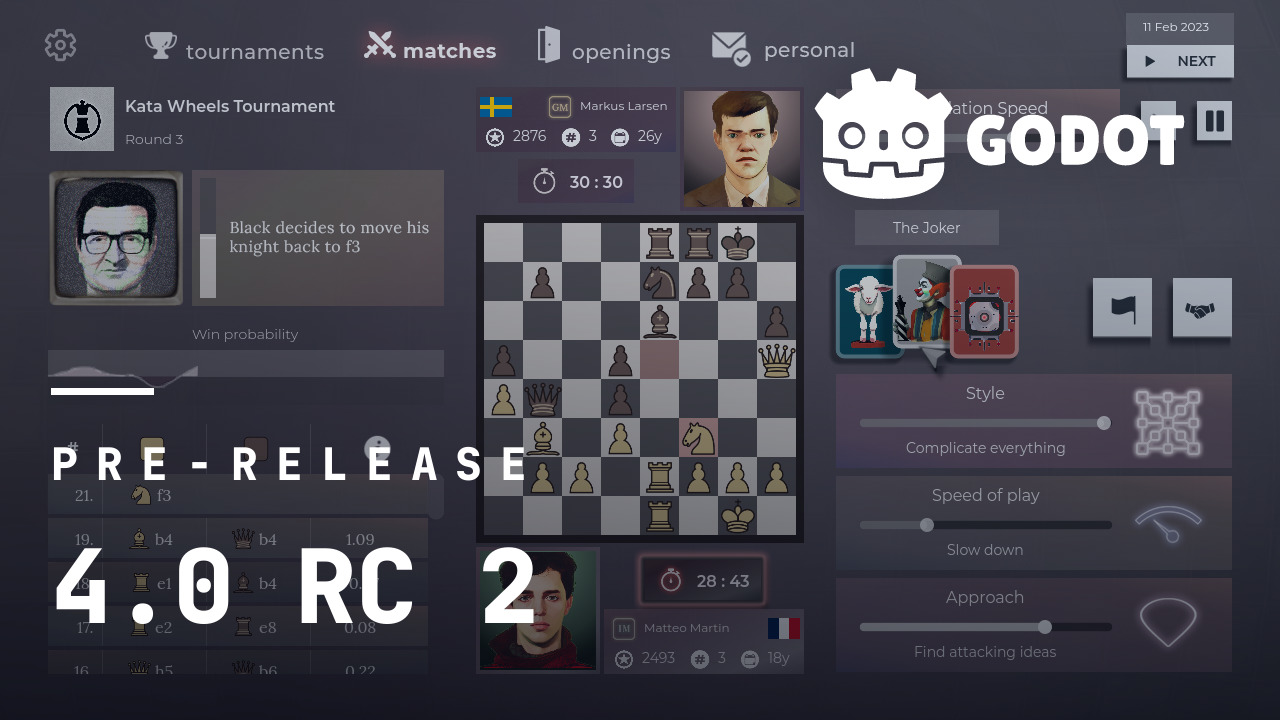 tournaments
matches
openings
personal
11 Feb 2023
NEXT
Kata Wheels Tournament
Round 3
GM
Markus Larsen
2876
3
26y
30 : 30
ation Speed
GODOT
Black decides to move his
knight back to f3
Win probability
The Joker
Style
Complicate everything
Speed of play
Slow down
Approach
Find attacking ideas
#
PRE-RELEASE
21.
f3
19.
b4
b4
1.09
18.
e1
b4
4.0 RC 2
17.
e2
e8
0.08
16.
h5
b6
0.22
28 : 43
IM
Matteo Martin
2493
3
18y